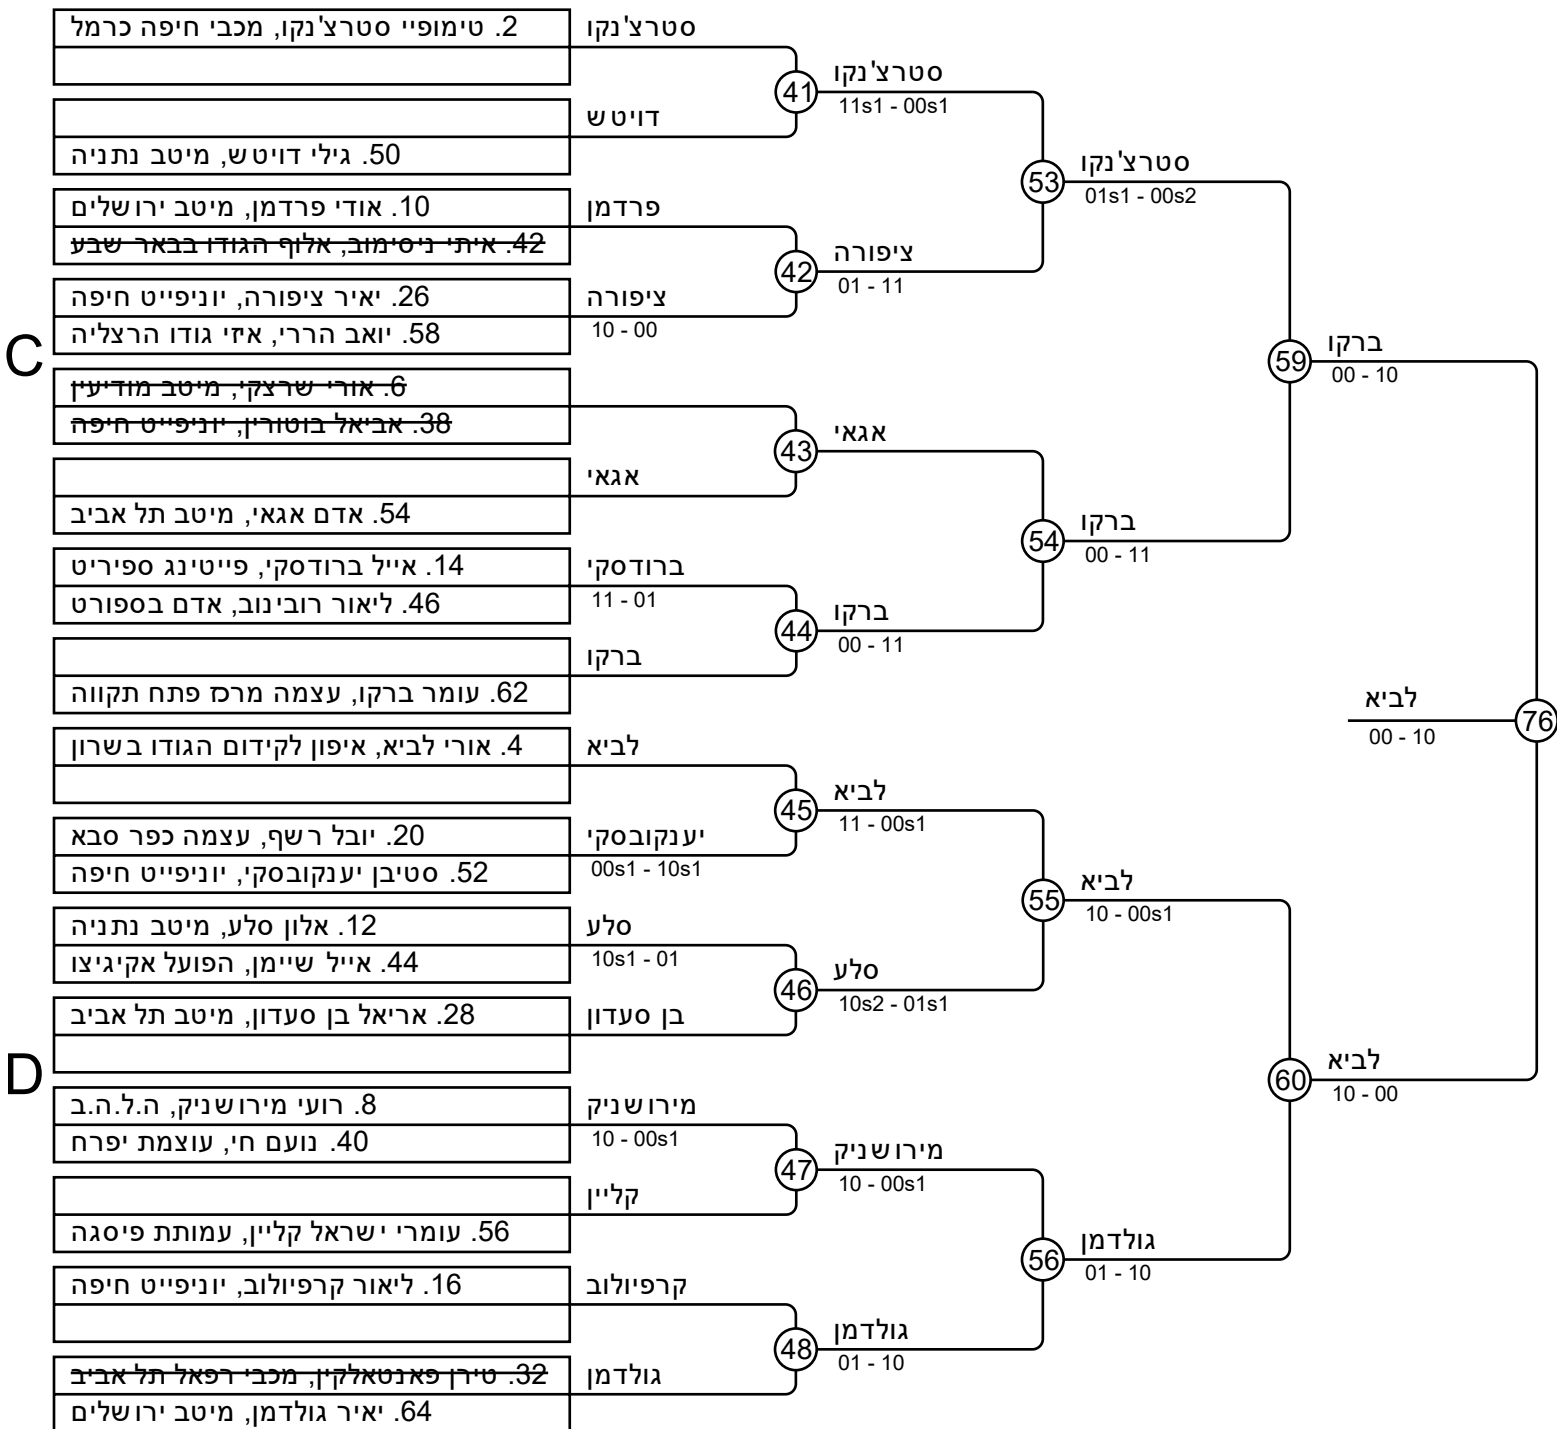 2. טימופיי סטרצ'נקו, מכבי חיפה כרמל
סטרצ'נקו
41
סטרצ'נקו
11s1 - 00s1
דויטש
50. גילי דויטש, מיטב נתניה
53
סטרצ'נקו
01s1 - 00s2
10. אודי פרדמן, מיטב ירושלים
פרדמן
42. איתי ניסימוב, אלוף הגודו בבאר שבע
42
ציפורה
01 - 11
26. יאיר ציפורה, יוניפייט חיפה
ציפורה
10 - 00
58. יואב הררי, איזי גודו הרצליה
C
59
ברקו
00 - 10
6. אורי שרצקי, מיטב מודיעין
38. אביאל בוטורין, יוניפייט חיפה
43
אגאי
אגאי
54. אדם אגאי, מיטב תל אביב
54
ברקו
00 - 11
14. אייל ברודסקי, פייטינג ספיריט
ברודסקי
11 - 01
46. ליאור רובינוב, אדם בספורט
44
ברקו
00 - 11
ברקו
62. עומר ברקו, עצמה מרכז פתח תקווה
76
לביא
00 - 10
4. אורי לביא, איפון לקידום הגודו בשרון
לביא
45
לביא
11 - 00s1
20. יובל רשף, עצמה כפר סבא
יענקובסקי
00s1 - 10s1
52. סטיבן יענקובסקי, יוניפייט חיפה
55
לביא
10 - 00s1
12. אלון סלע, מיטב נתניה
סלע
10s1 - 01
44. אייל שיימן, הפועל אקיגיצו
46
סלע
10s2 - 01s1
28. אריאל בן סעדון, מיטב תל אביב
בן סעדון
D
60
לביא
10 - 00
8. רועי מירושניק, ה.ל.ה.ב
מירושניק
10 - 00s1
40. נועם חי, עוצמת יפרח
47
מירושניק
10 - 00s1
קליין
56. עומרי ישראל קליין, עמותת פיסגה
56
גולדמן
01 - 10
16. ליאור קרפיולוב, יוניפייט חיפה
קרפיולוב
48
גולדמן
01 - 10
32. טירן פאנטאלקין, מכבי רפאל תל אביב
גולדמן
64. יאיר גולדמן, מיטב ירושלים